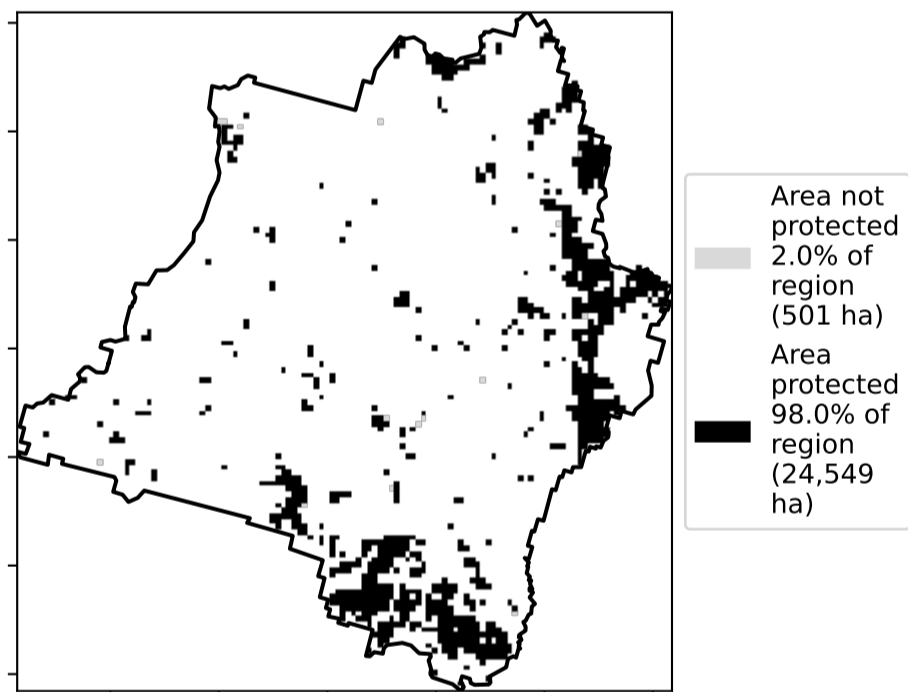 Area not
protected
2.0% of
region
(501 ha)
Area
protected
98.0% of
region
(24,549
ha)